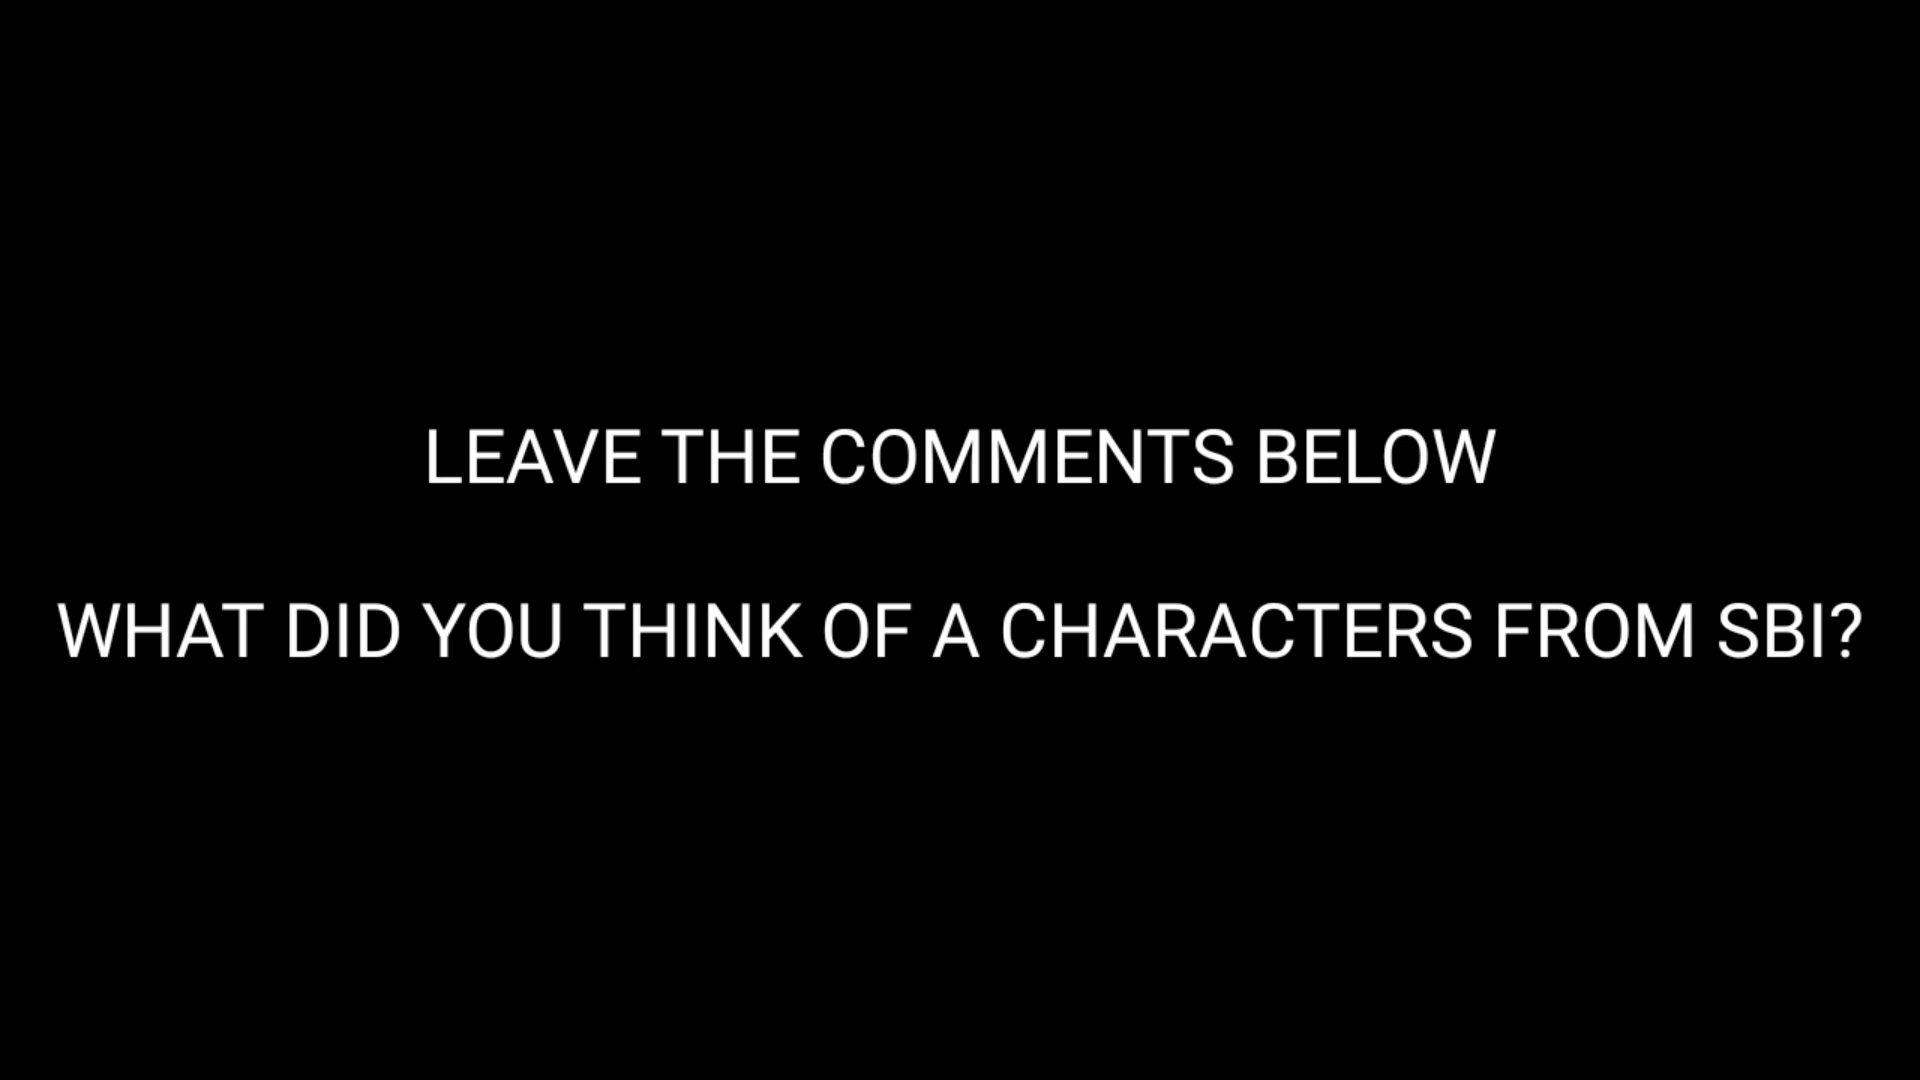 LEAVE THE COMMENTS BELOW
WHAT DID YOU THINK OF A CHARACTERS FROM SBI?